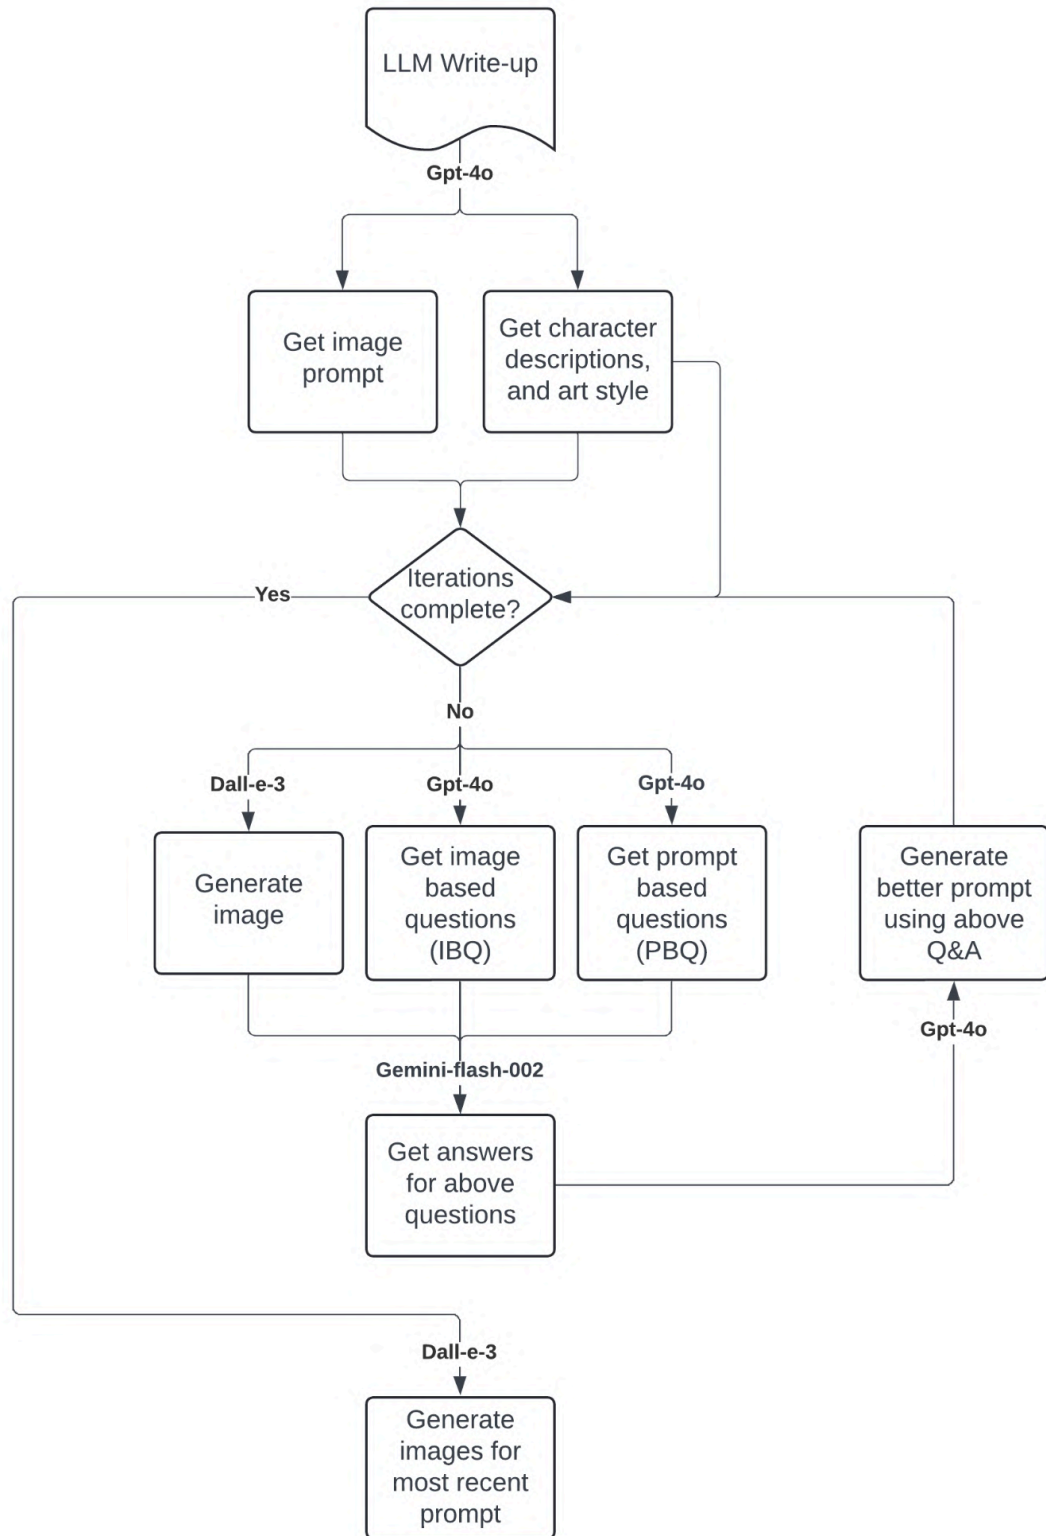 LLM Write-up
Gpt-4o
Get image
prompt
Get character
descriptions,
and art style
Iterations
complete?
Yes
No
Dall-e-3
Gpt-4o
Gpt-4o
Generate
image
Get image
based
questions
(IBQ)
Get prompt
based
questions
(PBQ)
Generate
better prompt
using above
Q&A
Gpt-4o
Gemini-flash-002
Get answers
for above
questions
Dall-e-3
Generate
images for
most recent
prompt